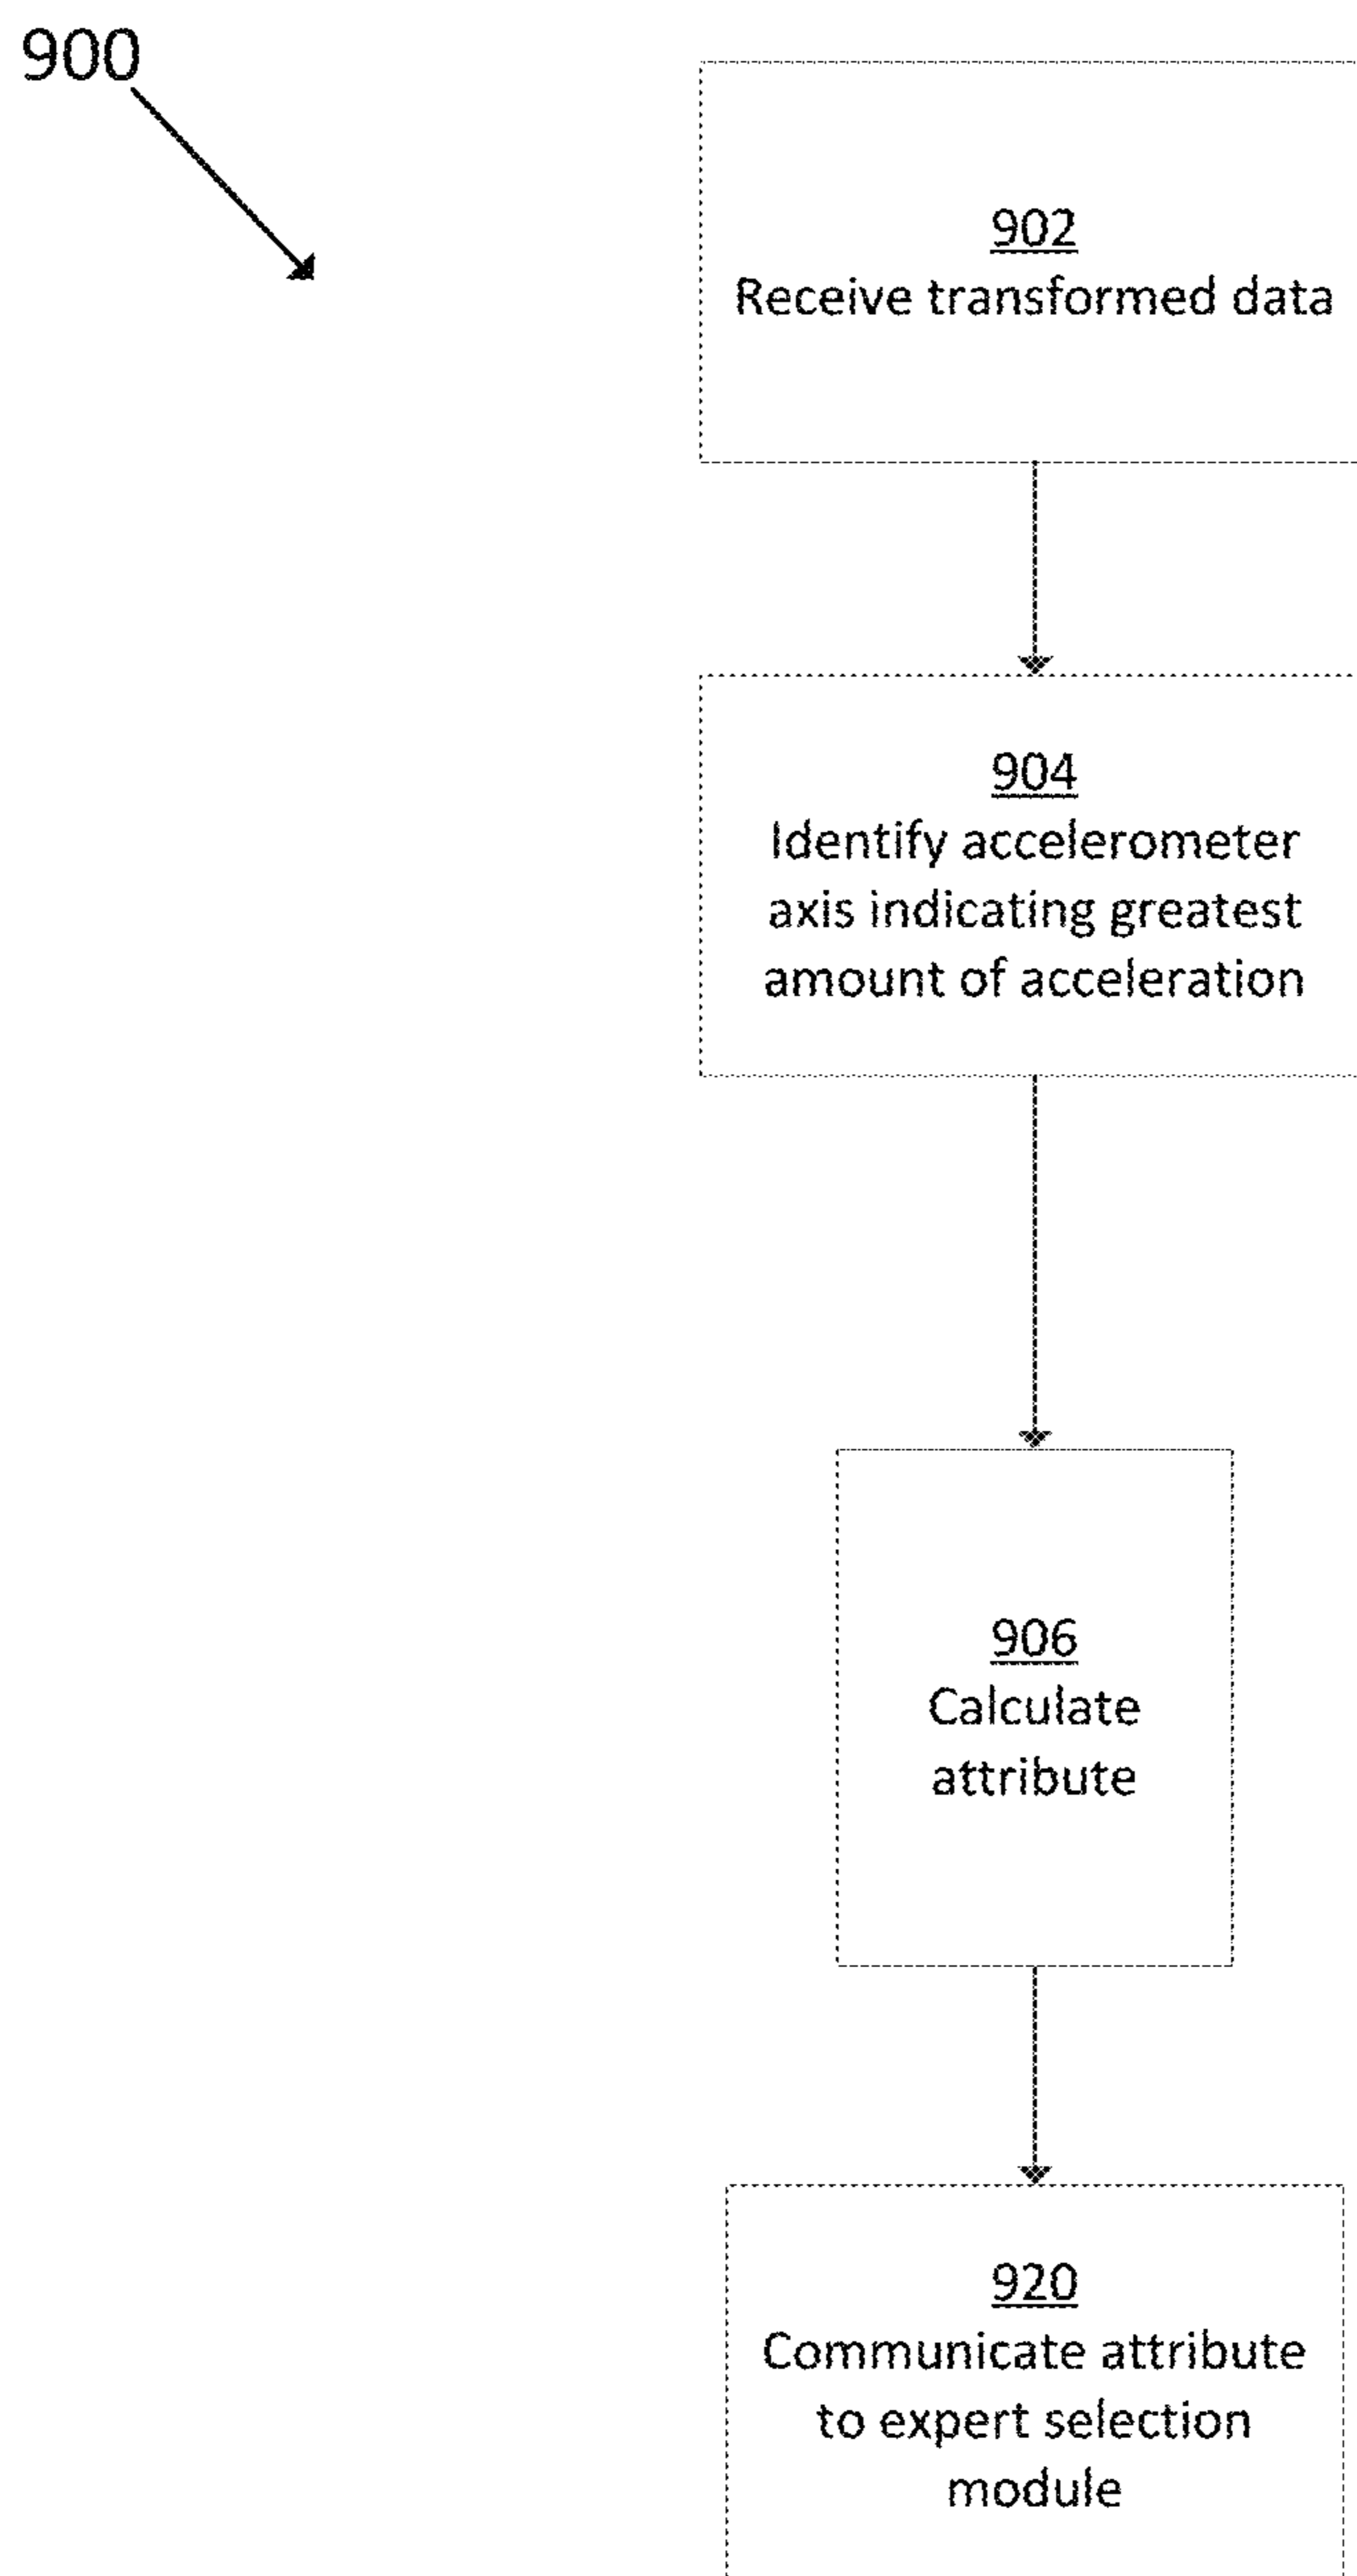 900
902
Receive transformed data
904
Identify accelerometer
axis indicating greatest
amount of acceleration
906
Calculate
attribute
920
Communicate attribute
to expert selection
module